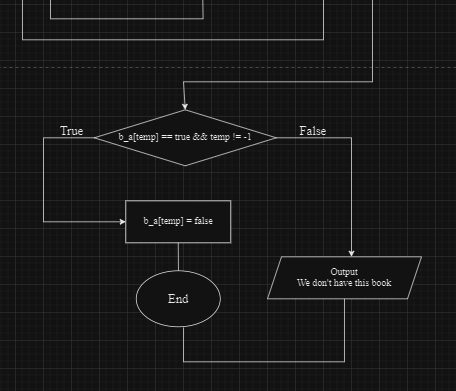 True
b_a[temp] == true && temp != -1
False
b_a[temp] = false
Output
We don't have this book
End